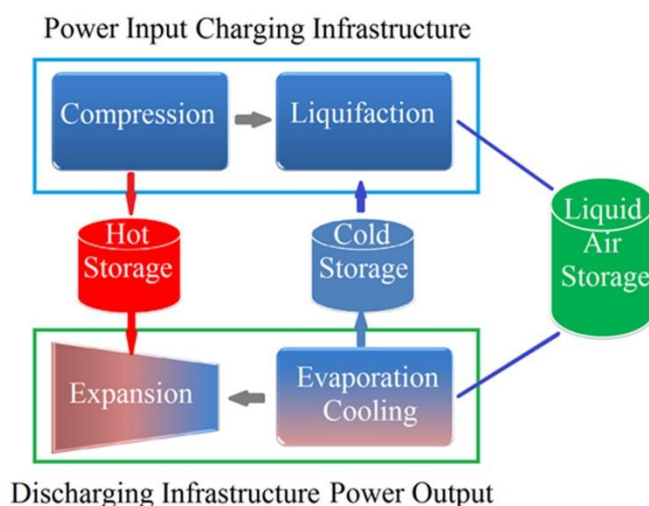 Power Input Charging Infrastructure
Compression
Liquifaction
Hot
Storage
Cold
Storage
Liquid
Air
Storage
Expansion
Evaporation
Cooling
Discharging Infrastructure Power Output